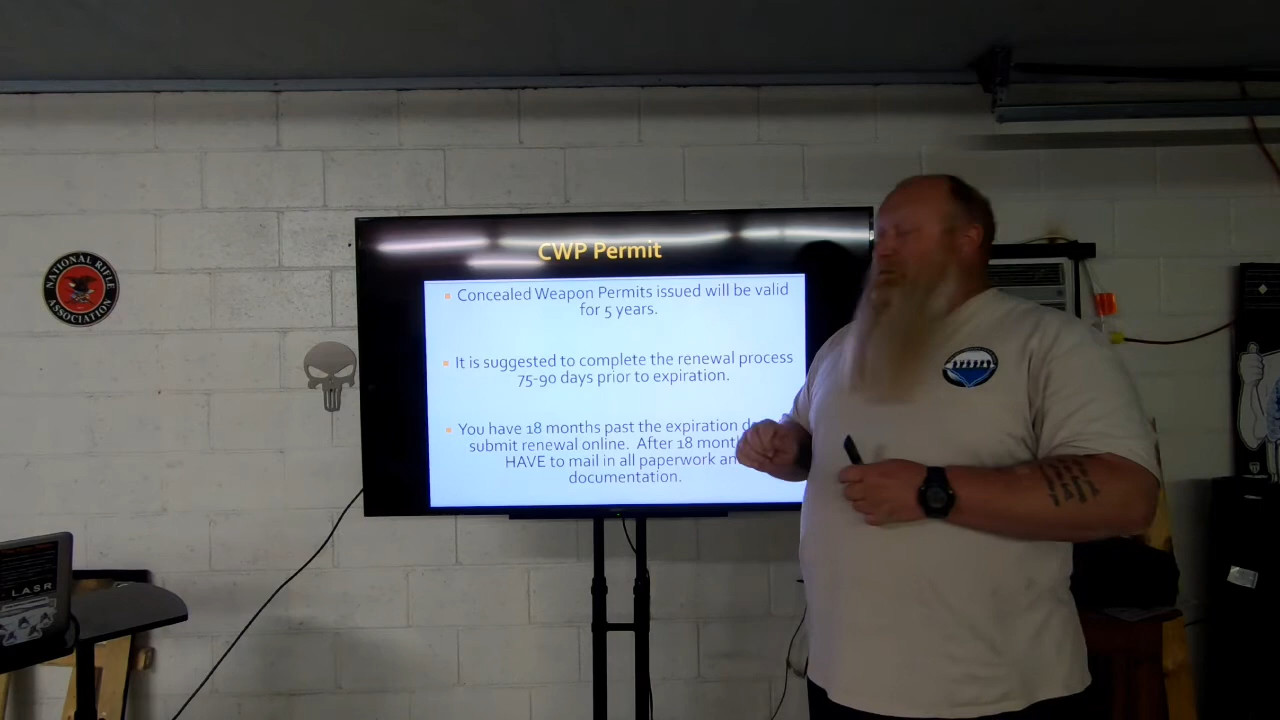 CWP Permit
Concealed Weapon Permits issued will be valid
for 5 years.
It is suggested to complete the renewal process
75-90 days prior to expiration.
You have 18 months past the expiration
submit renewal online. After 18
HAVE to mail in all paperwork
documentation.
NATIONAL RIFLE
ASSOCIATION
LASR